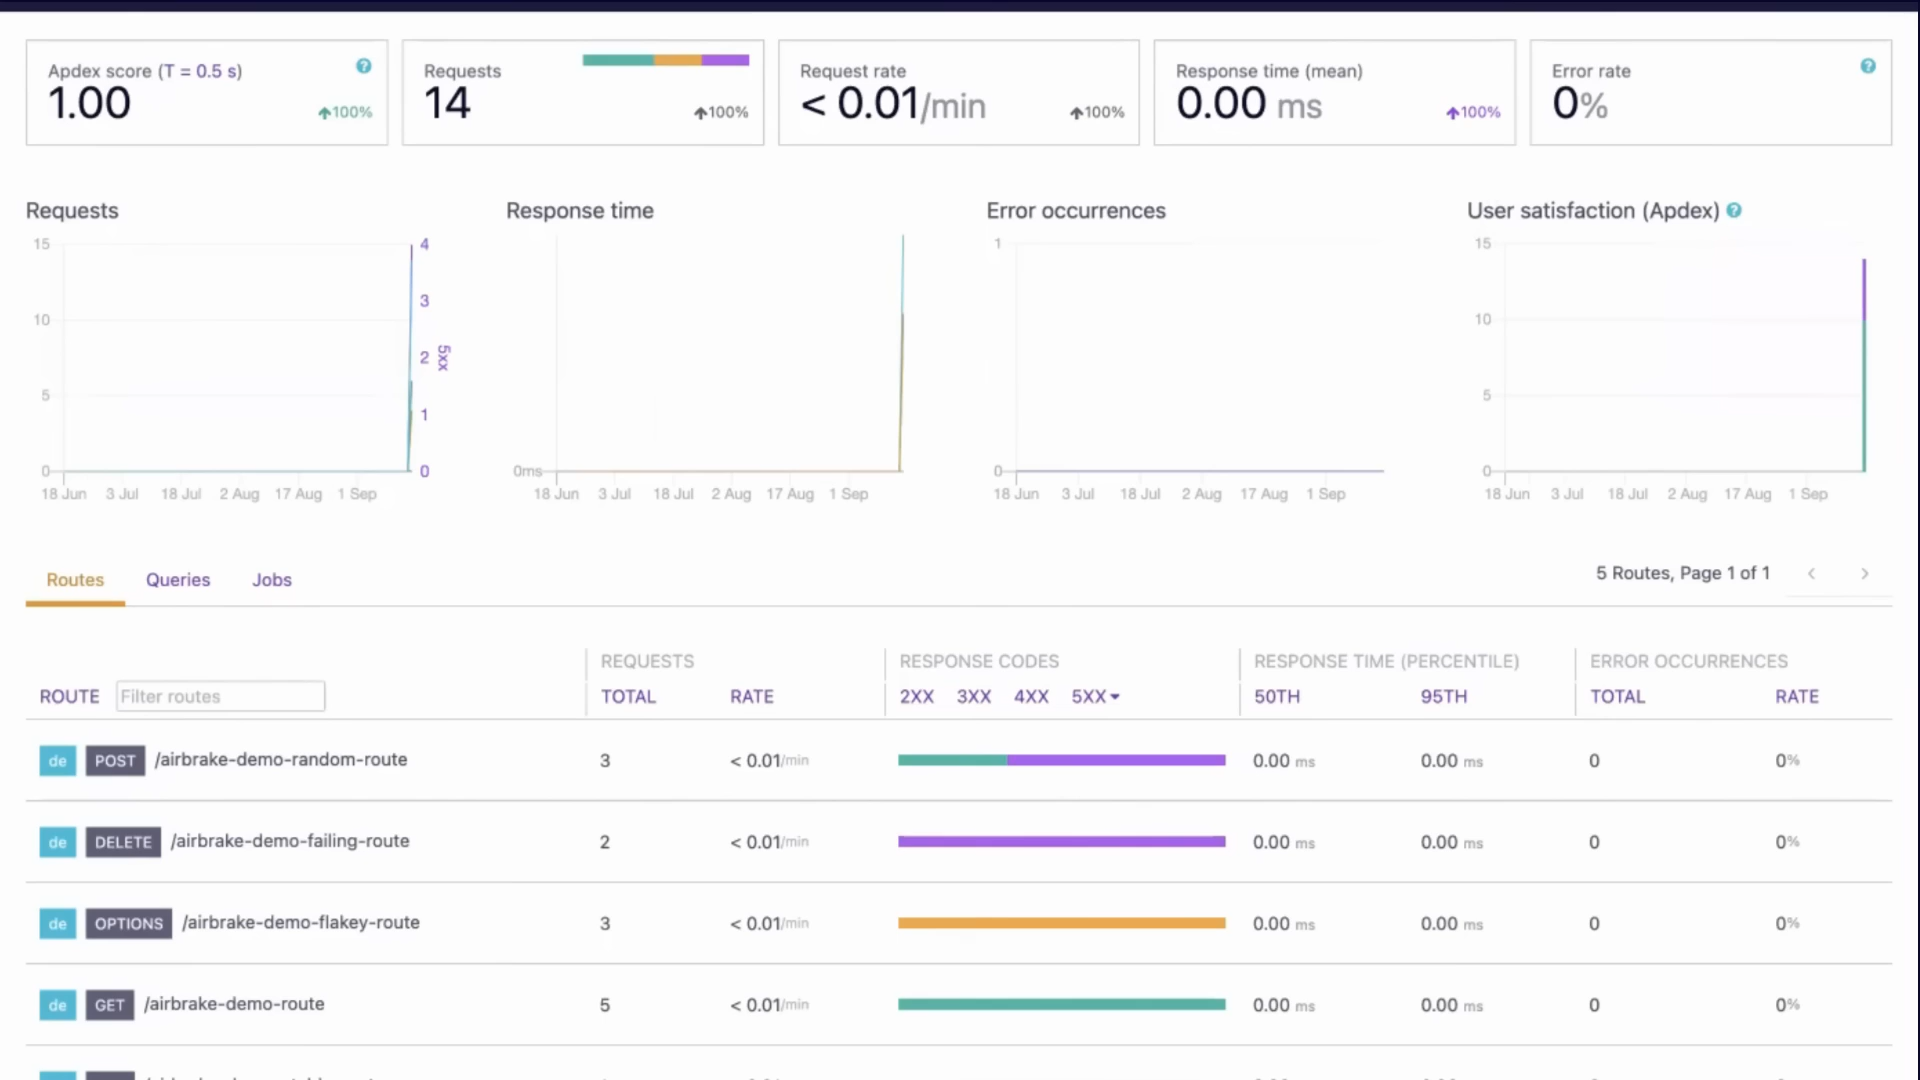 Apdex score (T = 0.5 s)
1.00
100%
Requests
14
100%
Request rate
< 0.01/min
100%
Response time (mean)
0.00 ms
100%
Error rate
0%
Requests
15
10
5
0
4
3
2
1
0
5xx
18 Jun 3 Jul 18 Jul 2 Aug 17 Aug 1 Sep
Response time
0ms
18 Jun 3 Jul 18 Jul 2 Aug 17 Aug 1 Sep
Error occurrences
1
0
18 Jun 3 Jul 18 Jul 2 Aug 17 Aug 1 Sep
User satisfaction (Apdex)
15
10
5
0
18 Jun 3 Jul 18 Jul 2 Aug 17 Aug 1 Sep
Routes Queries Jobs
5 Routes, Page 1 of 1
REQUESTS RESPONSE CODES RESPONSE TIME (PERCENTILE) ERROR OCCURRENCES
ROUTE Filter routes TOTAL RATE 2XX 3XX 4XX 5XX 50TH 95TH TOTAL RATE
de POST /airbrake-demo-random-route 3 < 0.01/min 0.00 ms 0.00 ms 0 0%
de DELETE /airbrake-demo-failing-route 2 < 0.01/min 0.00 ms 0.00 ms 0 0%
de OPTIONS /airbrake-demo-flakey-route 3 < 0.01/min 0.00 ms 0.00 ms 0 0%
de GET /airbrake-demo-route 5 < 0.01/min 0.00 ms 0.00 ms 0 0%